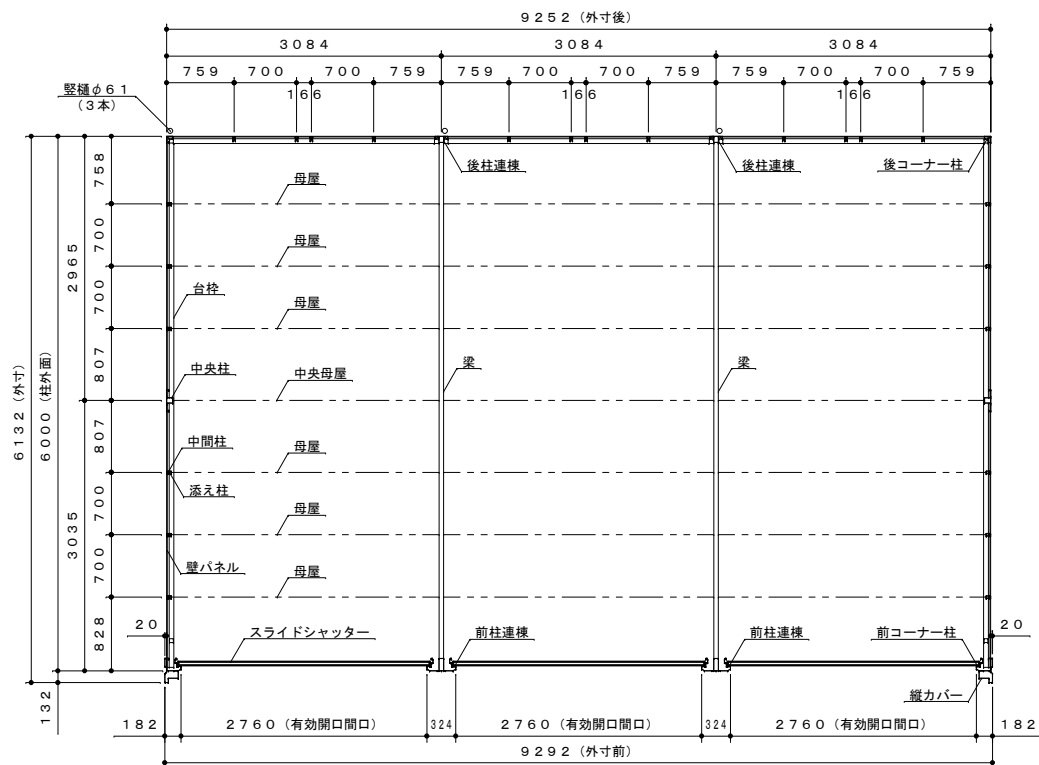 ９２５２（外寸後）
３０８４ ３０８４ ３０８４
７５９ ７００ ７００ ７５９ ７５９ ７００ ７００ ７５９ ７５９ ７００ ７００ ７５９
１６６ １６６ １６６
竪樋φ６１
（３本）
後柱連棟 後柱連棟 後コーナー柱
７５８
母屋
７００
母屋
２９６５
７００
台枠
母屋
８０７
中央柱 中央母屋 梁 梁
６１３２（外寸）
６０００（柱外面）
８０７
中間柱 母屋
添え柱
７００
母屋
３０３５
７００
壁パネル 母屋
８２８
２０ スライドシャッター 前柱連棟 前柱連棟 前コーナー柱 ２０
１３２
縦カバー
１８２ ２７６０（有効開口間口） ３２４ ２７６０（有効開口間口） ３２４ ２７６０（有効開口間口） １８２
９２９２（外寸前）